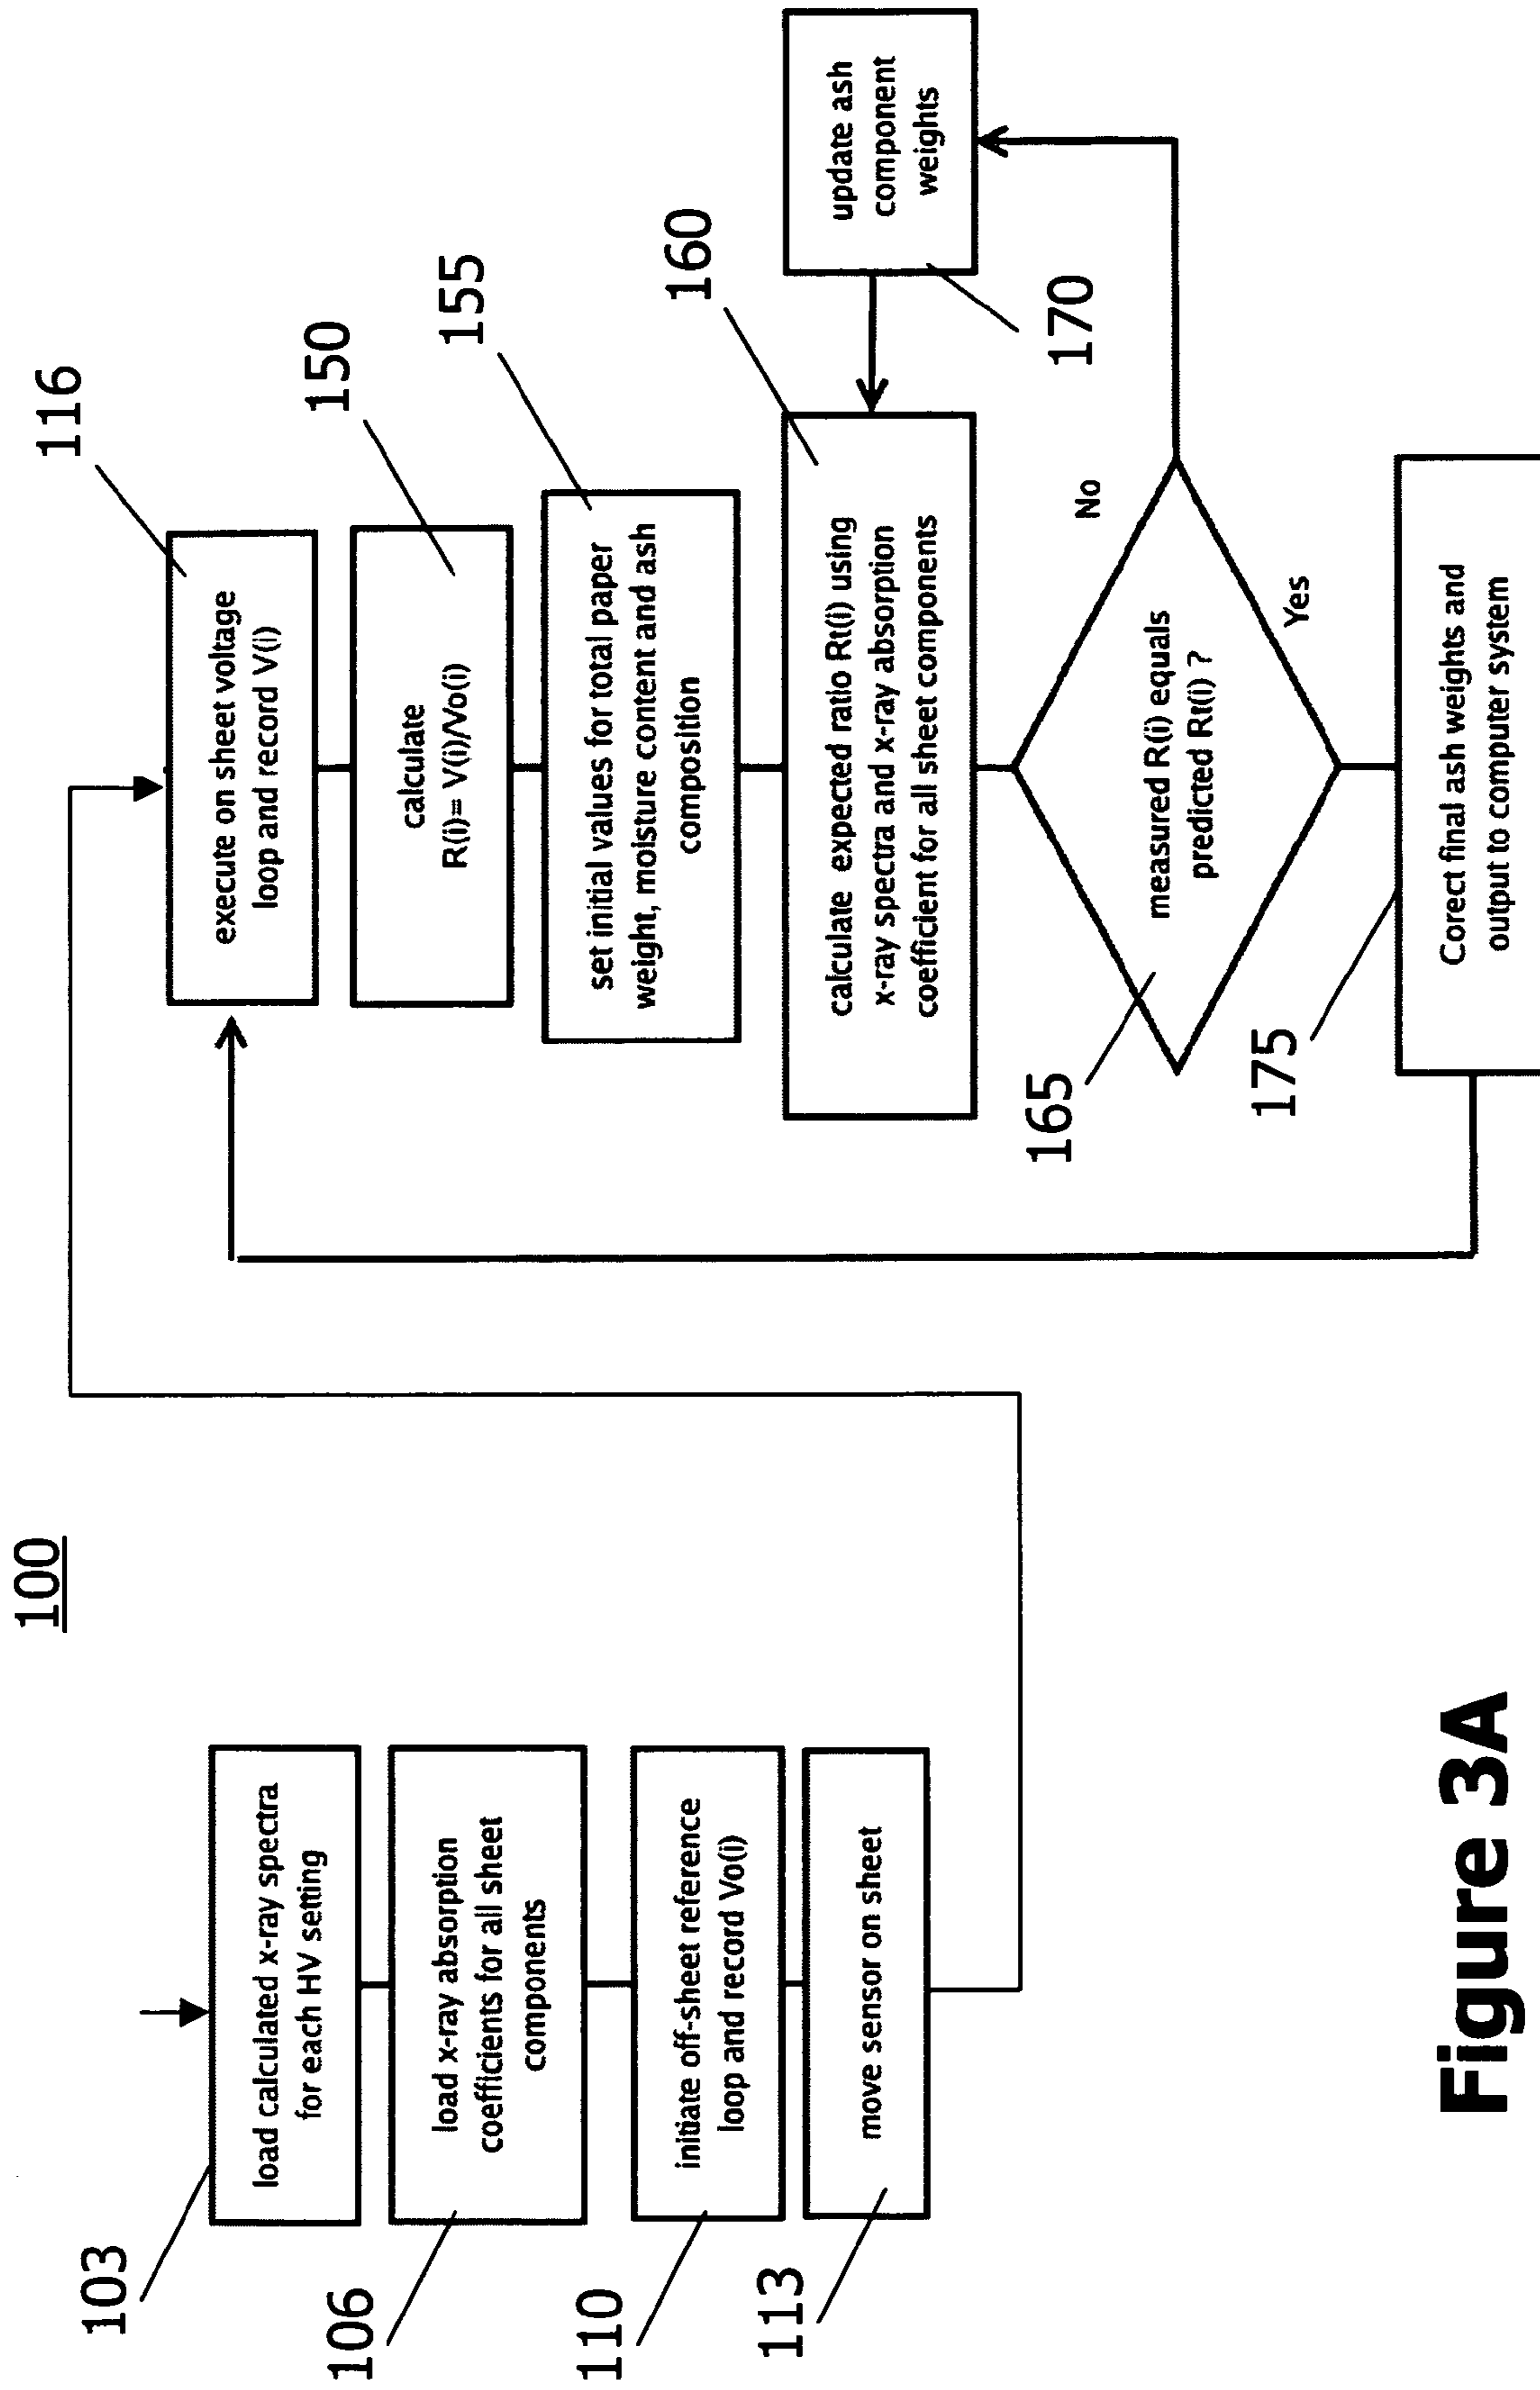 100
103
load calculated x-ray spectra
for each HV setting
106
load x-ray absorption
coefficients for all sheet
components
110
initiate off-sheet reference
loop and record Vo(i)
113
move sensor on sheet
116
execute on sheet voltage
loop and record V(i)
150
calculate
R(i)= V(i)/Vo(i)
155
set initial values for total paper
weight, moisture content and ash
composition
160
calculate expected ratio Rt(i) using
x-ray spectra and x-ray absorption
coefficient for all sheet components
170
update ash
component
weights
165
measured R(i) equals
predicted Rt(i) ?
No
Yes
175
Corect final ash weights and
output to computer system
Figure 3A